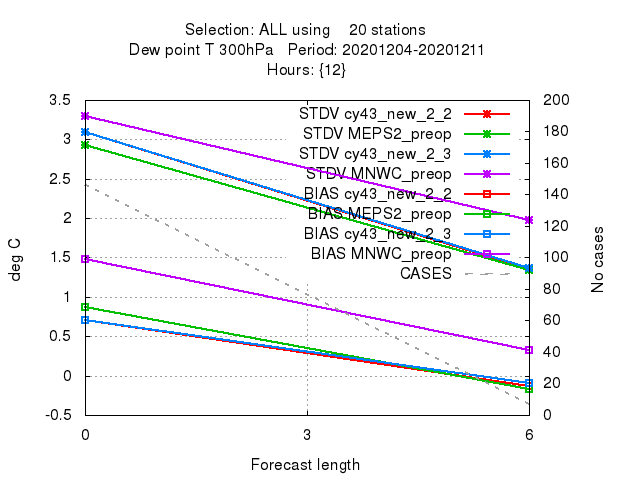 Selection: ALL using 20 stations
Dew point T 300hPa Period: 20201204-20201211
Hours: {12}
3.5
3
2.5
2
1.5
1
0.5
0
-0.5
deg C
200
180
160
140
120
100
80
60
40
20
0
No cases
STDV cy43_new_2_2
STDV MEPS2_preop
STDV cy43_new_2_3
STDV MNWC_preop
BIAS cy43_new_2_2
BIAS MEPS2_preop
BIAS cy43_new_2_3
BIAS MNWC_preop
CASES
0 3 6
Forecast length